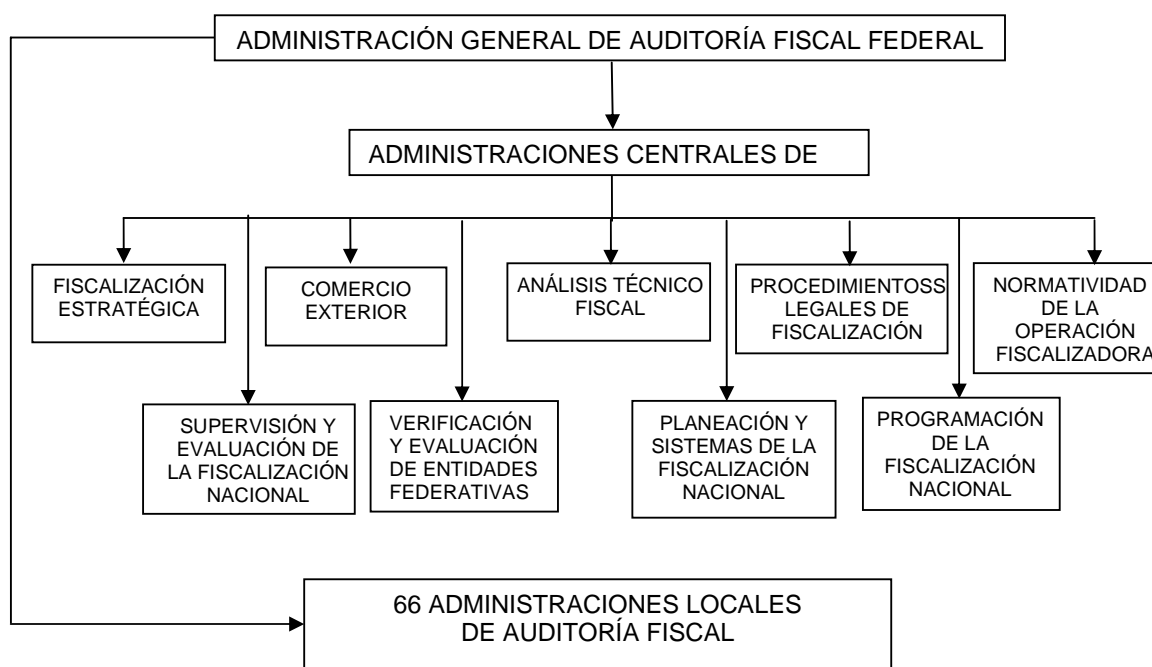 ADMINISTRACIÓN GENERAL DE AUDITORÍA FISCAL FEDERAL
ADMINISTRACIONES CENTRALES DE
FISCALIZACIÓN
ESTRATÉGICA
COMERCIO
EXTERIOR
ANÁLISIS TÉCNICO
FISCAL
PROCEDIMIENTOSS
LEGALES DE
FISCALIZACIÓN
NORMATIVIDAD
DE LA
OPERACIÓN
FISCALIZADORA
SUPERVISIÓN Y
EVALUACIÓN DE
LA FISCALIZACIÓN
NACIONAL
VERIFICACIÓN
Y EVALUACIÓN
DE ENTIDADES
FEDERATIVAS
PLANEACIÓN Y
SISTEMAS DE LA
FISCALIZACIÓN
NACIONAL
PROGRAMACIÓN
DE LA
FISCALIZACIÓN
NACIONAL
66 ADMINISTRACIONES LOCALES
DE AUDITORÍA FISCAL